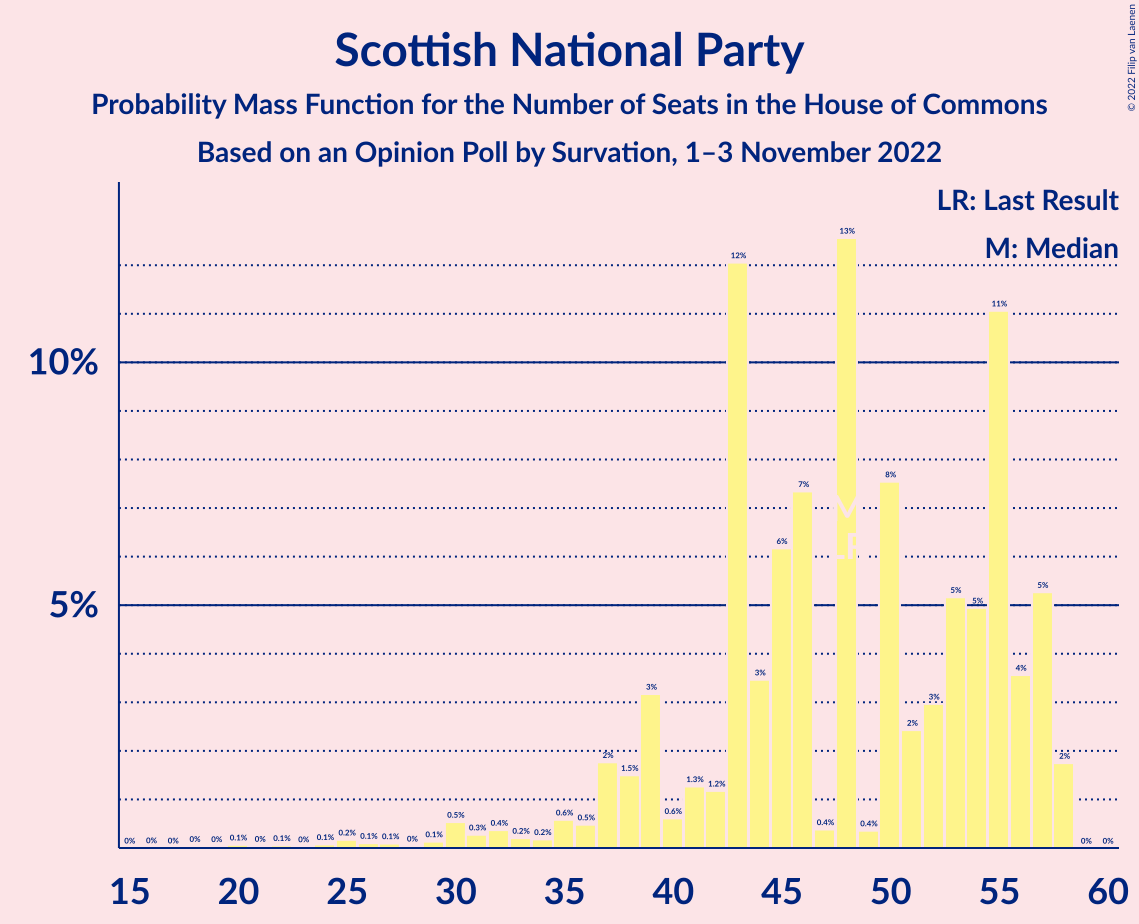 Scottish National Party
Probability Mass Function for the Number of Seats in the House of Commons
Based on an Opinion Poll by Survation, 1–3 November 2022
© 2022 Filip van Laenen
LR: Last Result
M: Median
10%
5%
0% 0% 0% 0% 0% 0.1% 0% 0.1% 0% 0.1% 0.2% 0.1% 0.1% 0% 0.1% 0.5% 0.3% 0.4% 0.2% 0.2% 0.6% 0.5% 2% 1.5% 3% 0.6% 1.3% 1.2% 12% 3% 6% 7% 0.4% 13% 0.4% 8% 2% 3% 5% 5% 11% 4% 5% 2% 0% 0%
M
15 20 25 30 35 40 45 50 55 60